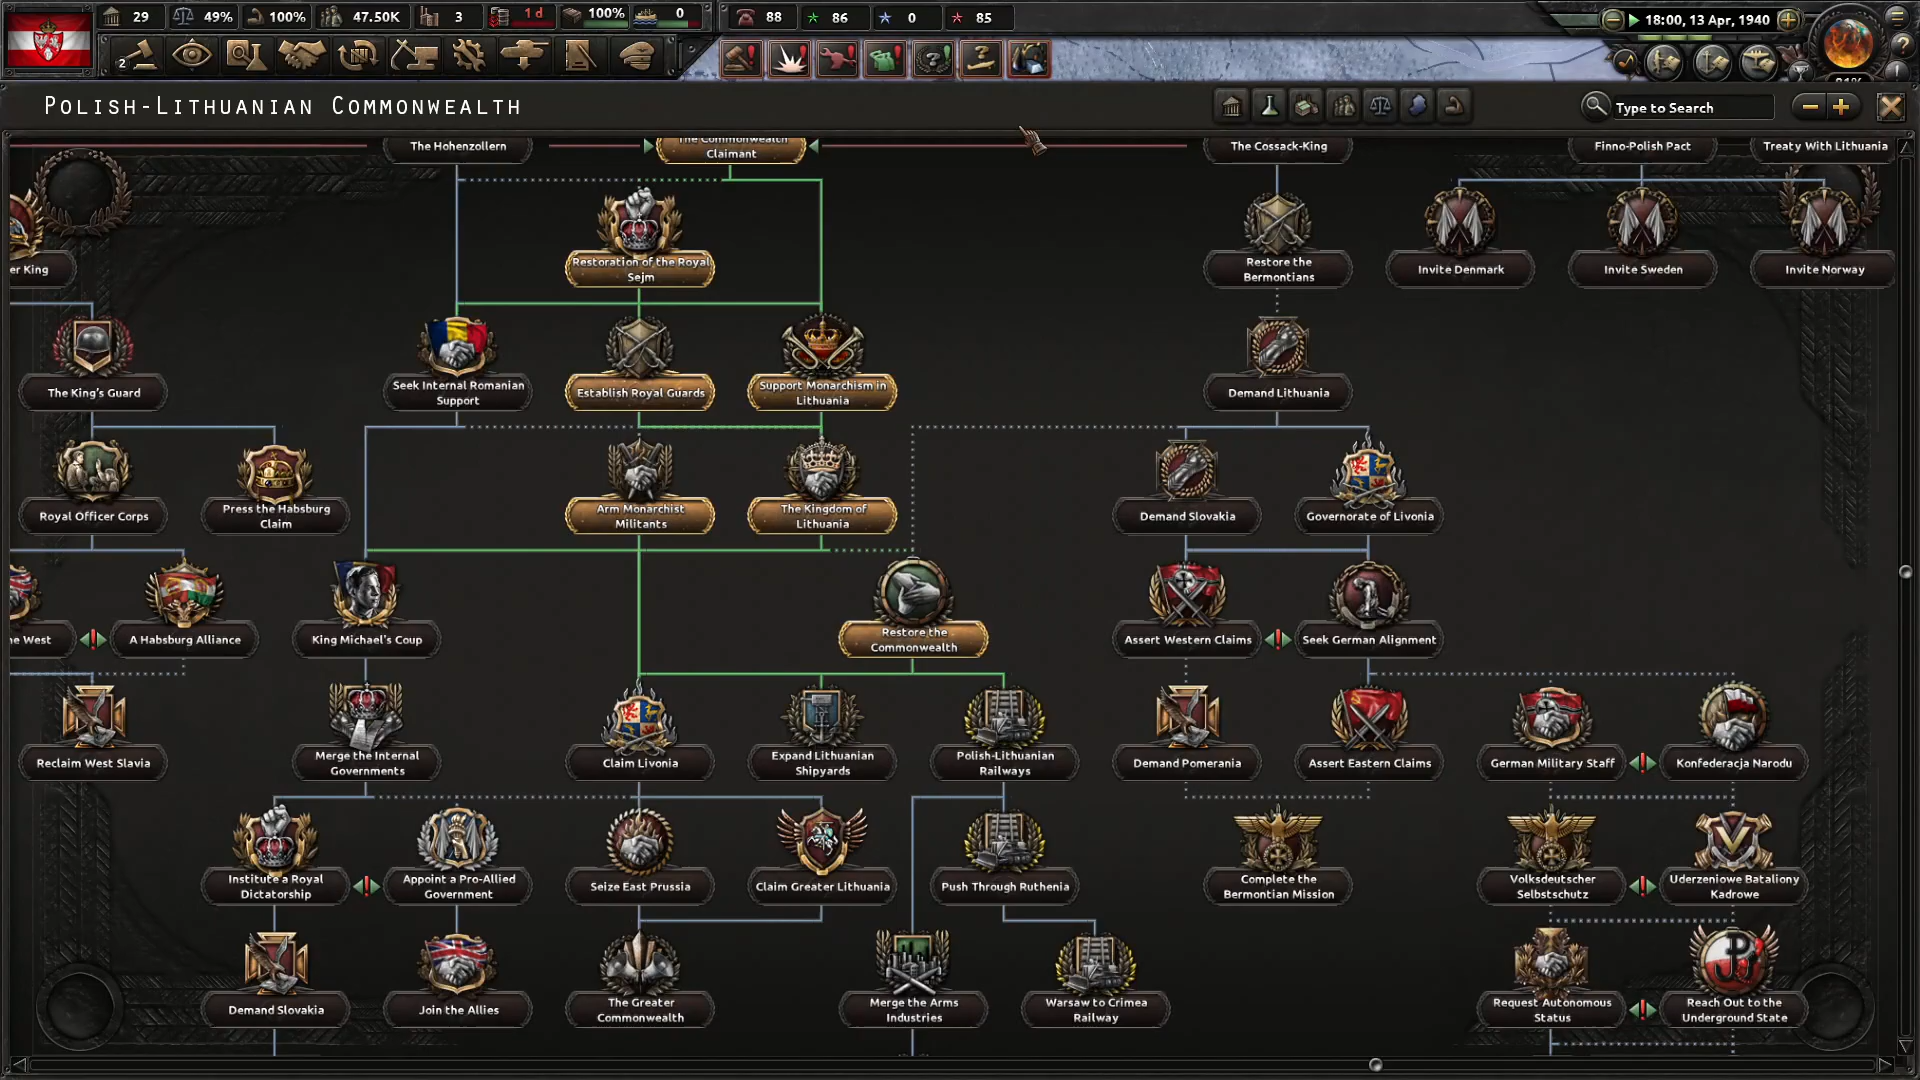 29
49%
100%
47.50K
3
1 d
100%
0
88
86
0
85
18:00, 13 Apr, 1940
2
Polish-Lithuanian Commonwealth
Type to Search
The Hohenzollern
The Commonwealth
Claimant
The Cossack-King
Finno-Polish Pact
Treaty With Lithuania
er King
Restoration of the Royal
Sejm
Restore the
Bermontians
Invite Denmark
Invite Sweden
Invite Norway
The King's Guard
Seek Internal Romanian
Support
Establish Royal Guards
Support Monarchism in
Lithuania
Demand Lithuania
Royal Officer Corps
Press the Habsburg
Claim
Arm Monarchist
Militants
The Kingdom of
Lithuania
Demand Slovakia
Governorate of Livonia
he West
A Habsburg Alliance
King Michael's Coup
Restore the
Commonwealth
Assert Western Claims
Seek German Alignment
Reclaim West Slavia
Merge the Internal
Governments
Claim Livonia
Expand Lithuanian
Shipyards
Polish-Lithuanian
Railways
Demand Pomerania
Assert Eastern Claims
German Military Staff
Konfederacja Narodu
Institute a Royal
Dictatorship
Appoint a Pro-Allied
Government
Seize East Prussia
Claim Greater Lithuania
Push Through Ruthenia
Complete the
Bermontian Mission
Volksdeutscher
Selbstschutz
Uderzeniowe Bataliony
Kadrowe
Demand Slovakia
Join the Allies
The Greater
Commonwealth
Merge the Arms
Industries
Warsaw to Crimea
Railway
Request Autonomous
Status
Reach Out to the
Underground State